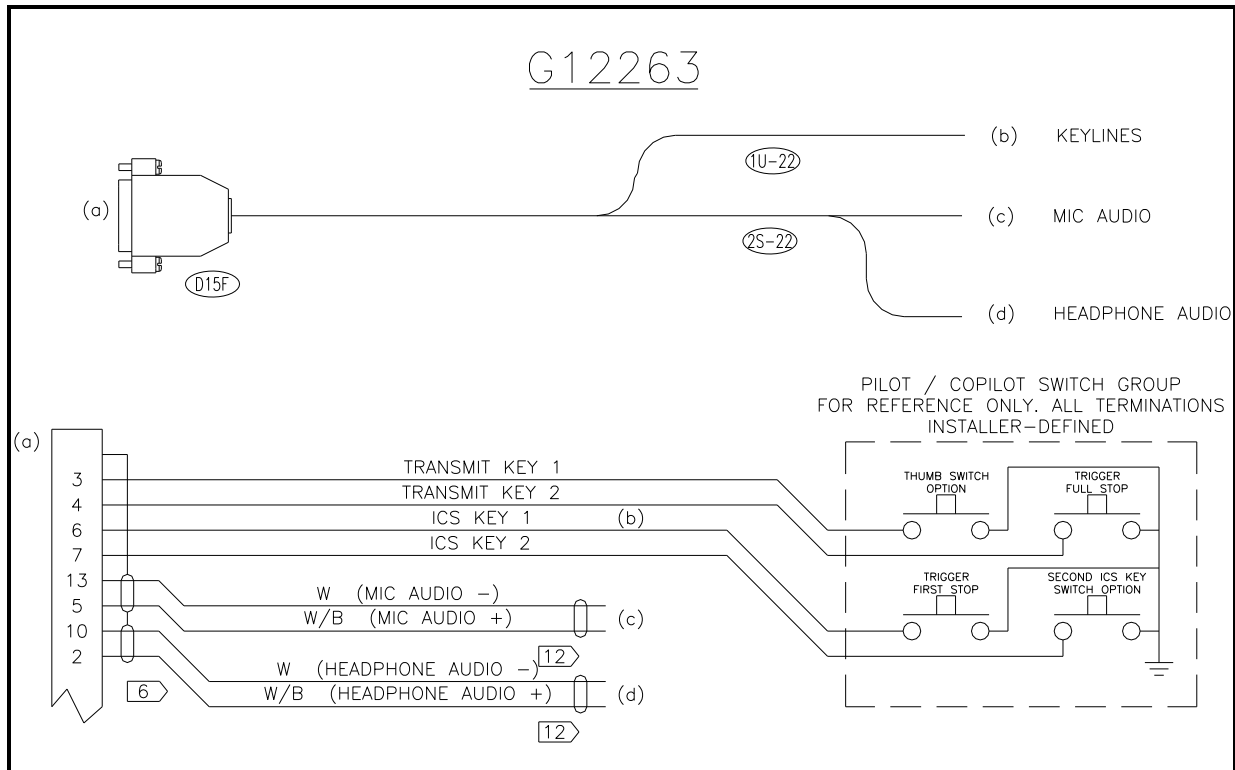 G12263
(b) KEYLINES
1U-22
(a)
(c) MIC AUDIO
2S-22
D15F
(d) HEADPHONE AUDIO
PILOT / COPILOT SWITCH GROUP
FOR REFERENCE ONLY. ALL TERMINATIONS
INSTALLER-DEFINED
(a)
3 TRANSMIT KEY 1
4 TRANSMIT KEY 2
6 ICS KEY 1 (b)
7 ICS KEY 2
THUMB SWITCH
OPTION
TRIGGER
FULL STOP
TRIGGER
FIRST STOP
SECOND ICS KEY
SWITCH OPTION
13 W (MIC AUDIO -)
5 W/B (MIC AUDIO +) (c)
12
10 W (HEADPHONE AUDIO -)
2 W/B (HEADPHONE AUDIO +) (d)
6
12